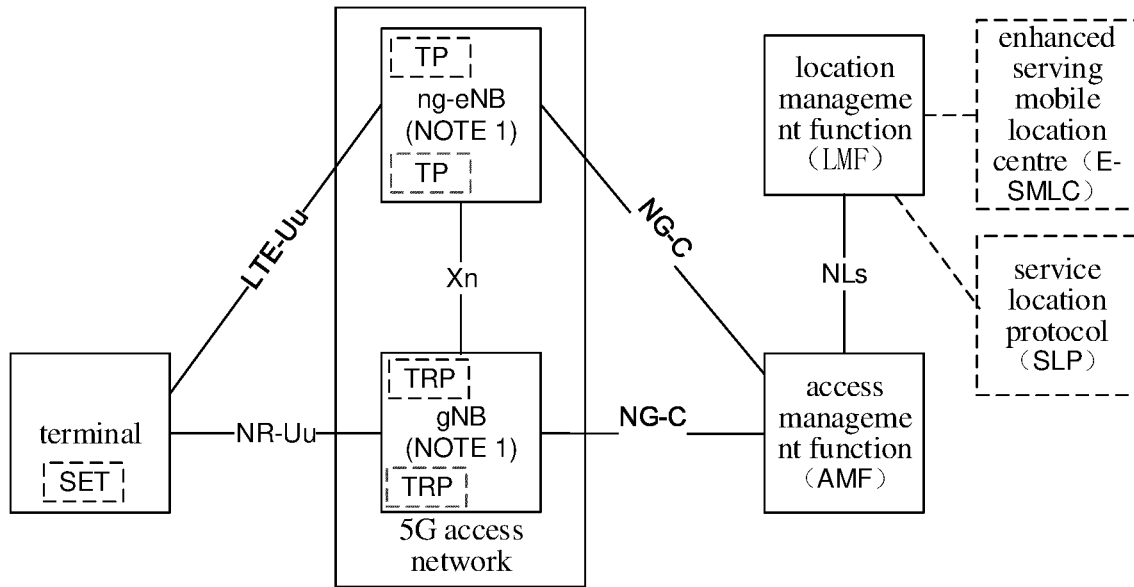 TP
ng-eNB
(NOTE 1)
TP
LTE-Uu
Xn
NG-C
location
manageme
nt function
（LMF）
enhanced
serving
mobile
location
centre（E-
SMLC）
NLs
service
location
protocol
（SLP）
terminal
SET
NR-Uu
TRP
gNB
(NOTE 1)
TRP
5G access
network
NG-C
access
manageme
nt function
（AMF）